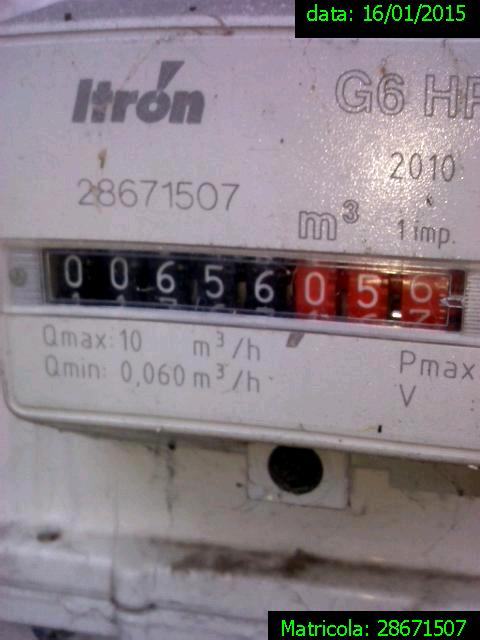 data: 16/01/2015
Itron
G6
2010
28671507
m³
1 imp.
00656056
Qmax: 10 m³/h
Qmin: 0,060 m³/h
Pmax
V
Matricola: 28671507